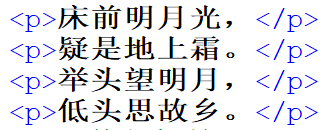 <p>床前明月光，</p>
<p>疑是地上霜。</p>
<p>举头望明月，</p>
<p>低头思故乡。</p>